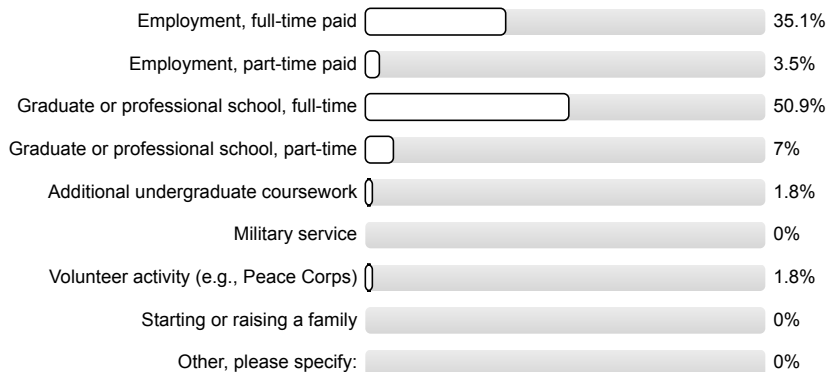 Employment, full-time paid 35.1%
Employment, part-time paid 3.5%
Graduate or professional school, full-time 50.9%
Graduate or professional school, part-time 7%
Additional undergraduate coursework 1.8%
Military service 0%
Volunteer activity (e.g., Peace Corps) 1.8%
Starting or raising a family 0%
Other, please specify: 0%